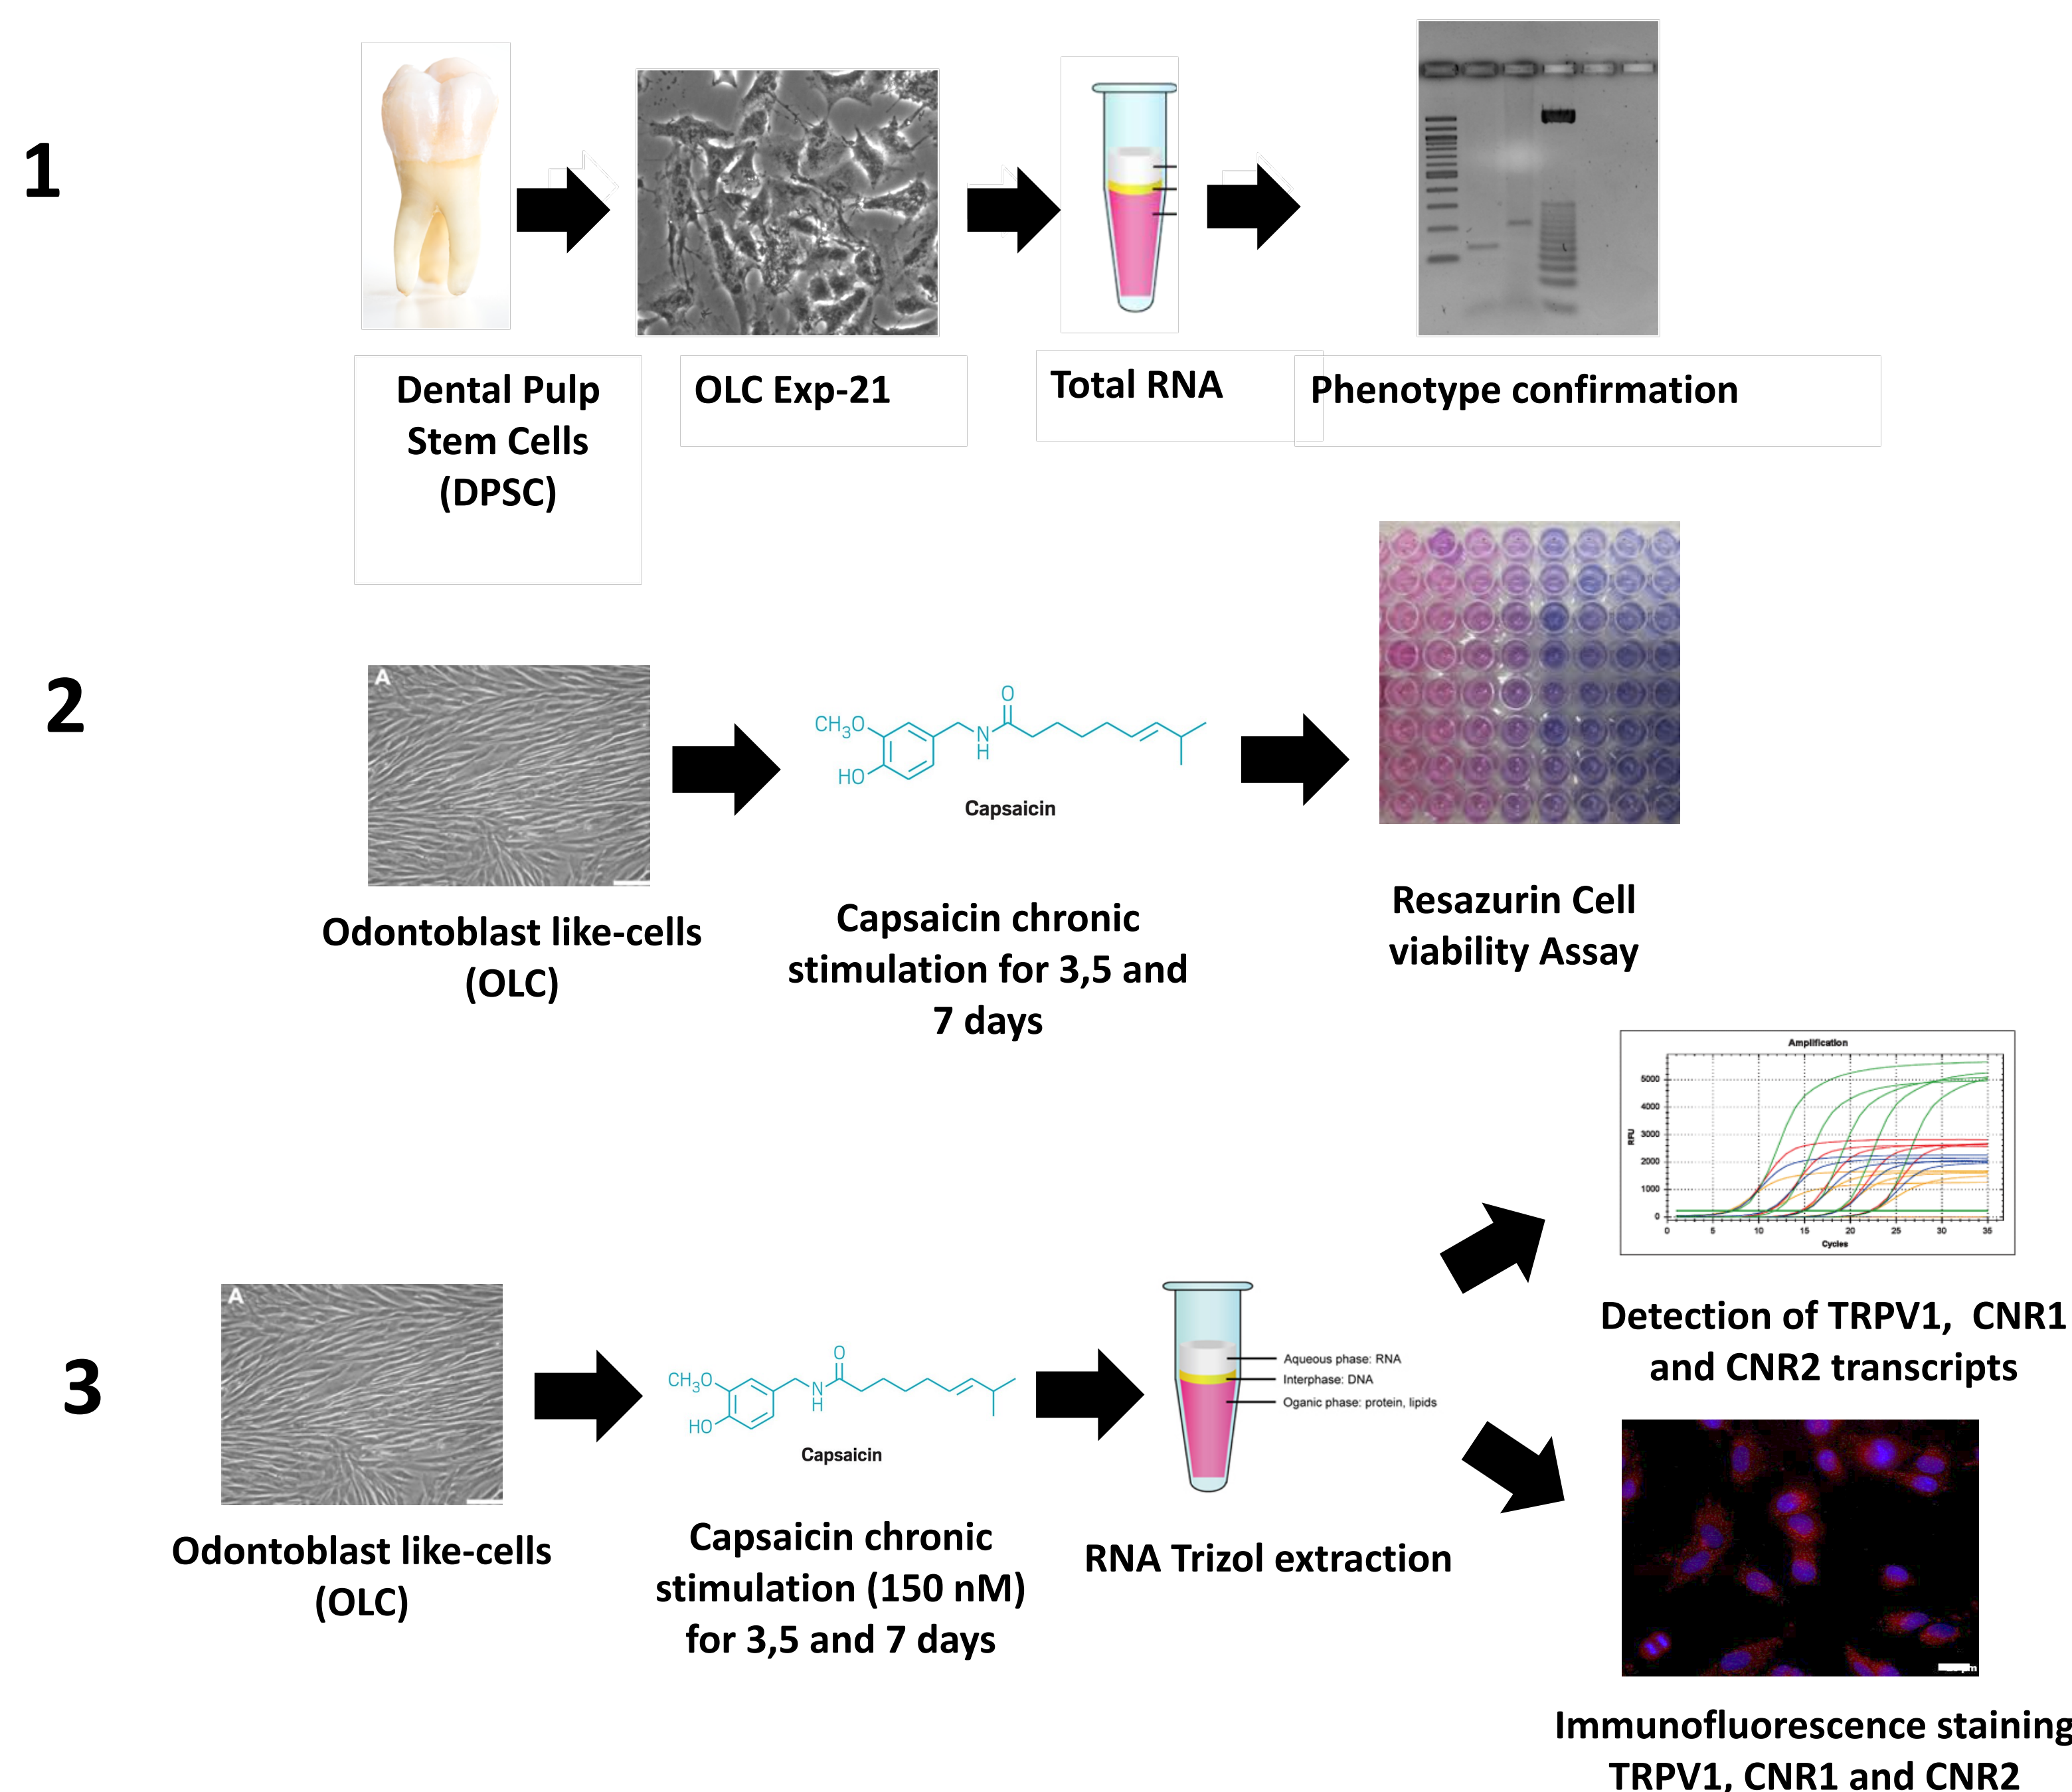 1
Dental Pulp
Stem Cells
(DPSC)
OLC Exp-21
Total RNA
Phenotype confirmation
2
A
Odontoblast like-cells
(OLC)
CH3O
HO
O
N
H
Capsaicin
Capsaicin chronic
stimulation for 3,5 and
7 days
Resazurin Cell
viability Assay
3
A
Odontoblast like-cells
(OLC)
CH3O
HO
O
N
H
Capsaicin
Capsaicin chronic
stimulation (150 nM)
for 3,5 and 7 days
Aqueous phase: RNA
Interphase: DNA
Oganic phase: protein, lipids
RNA Trizol extraction
Amplification
RFU
5000
4000
3000
2000
1000
0
0 5 10 15 20 25 30 35
Cycles
Detection of TRPV1, CNR1
and CNR2 transcripts
Immunofluorescence staining
TRPV1, CNR1 and CNR2